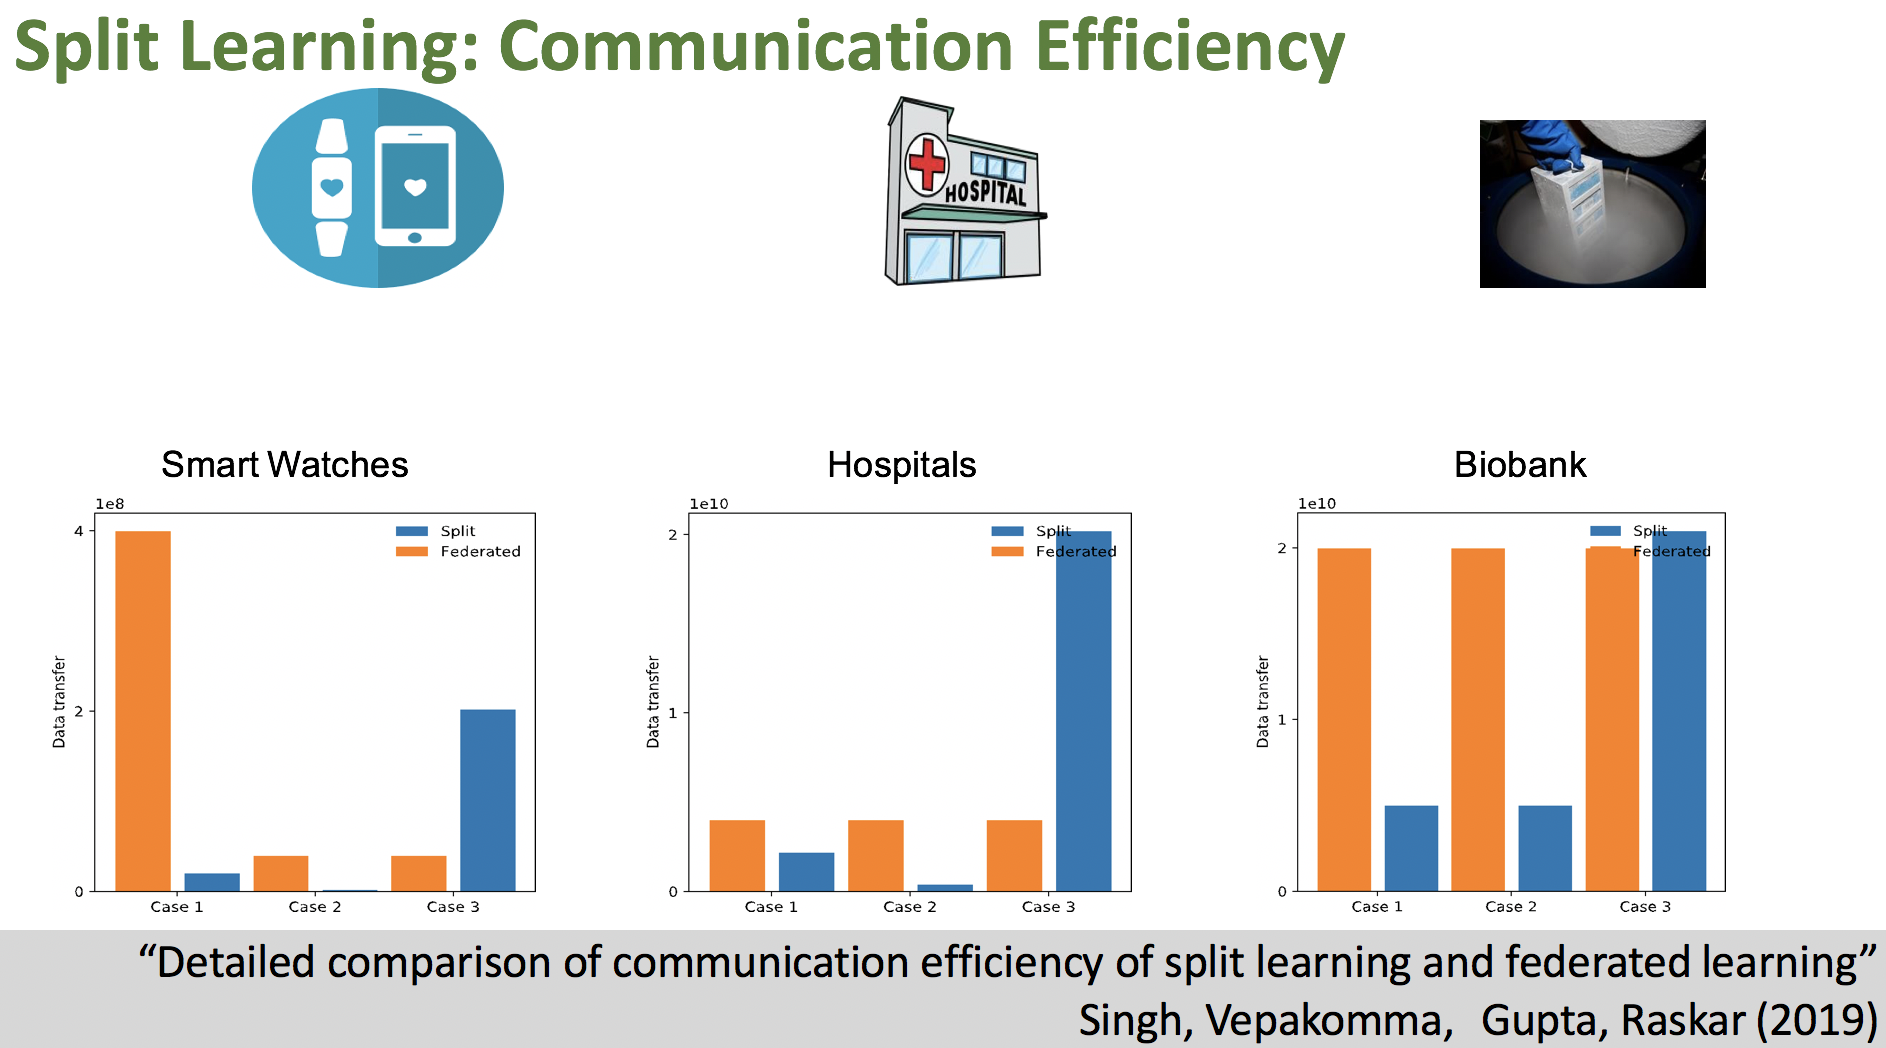 Split Learning: Communication Efficiency
HOSPITAL
Smart Watches
1e8
Split
Federated
4
2
0
Data transfer
Case 1
Case 2
Case 3
Hospitals
1e10
Split
Federated
2
1
0
Data transfer
Case 1
Case 2
Case 3
Biobank
1e10
Split
Federated
2
1
0
Data transfer
Case 1
Case 2
Case 3
“Detailed comparison of communication efficiency of split learning and federated learning”
Singh, Vepakomma, Gupta, Raskar (2019)